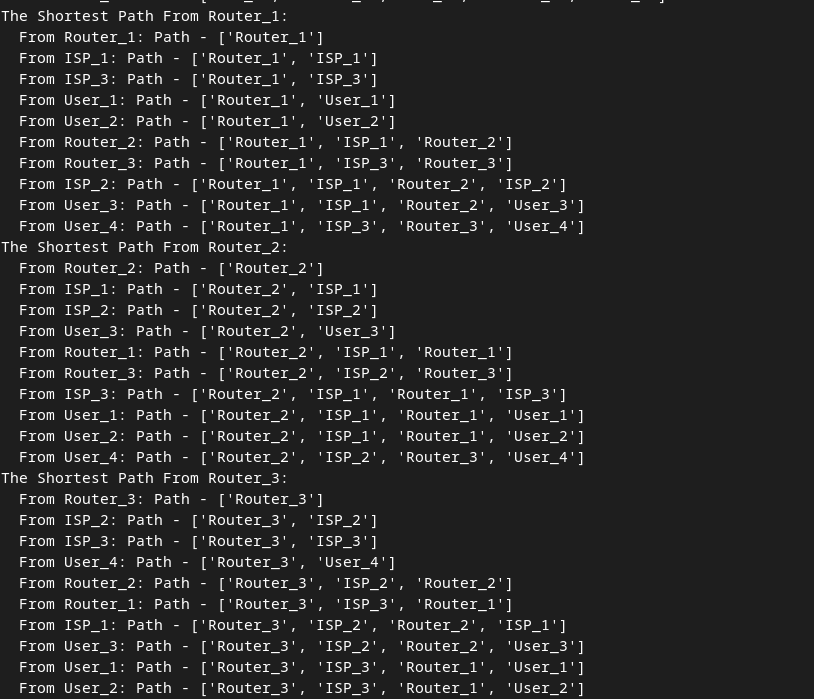 The Shortest Path From Router_1:
  From Router_1: Path - ['Router_1']
  From ISP_1: Path - ['Router_1', 'ISP_1']
  From ISP_3: Path - ['Router_1', 'ISP_3']
  From User_1: Path - ['Router_1', 'User_1']
  From User_2: Path - ['Router_1', 'User_2']
  From Router_2: Path - ['Router_1', 'ISP_1', 'Router_2']
  From Router_3: Path - ['Router_1', 'ISP_3', 'Router_3']
  From ISP_2: Path - ['Router_1', 'ISP_1', 'Router_2', 'ISP_2']
  From User_3: Path - ['Router_1', 'ISP_1', 'Router_2', 'User_3']
  From User_4: Path - ['Router_1', 'ISP_3', 'Router_3', 'User_4']
The Shortest Path From Router_2:
  From Router_2: Path - ['Router_2']
  From ISP_1: Path - ['Router_2', 'ISP_1']
  From ISP_2: Path - ['Router_2', 'ISP_2']
  From User_3: Path - ['Router_2', 'User_3']
  From Router_1: Path - ['Router_2', 'ISP_1', 'Router_1']
  From Router_3: Path - ['Router_2', 'ISP_2', 'Router_3']
  From ISP_3: Path - ['Router_2', 'ISP_1', 'Router_1', 'ISP_3']
  From User_1: Path - ['Router_2', 'ISP_1', 'Router_1', 'User_1']
  From User_2: Path - ['Router_2', 'ISP_1', 'Router_1', 'User_2']
  From User_4: Path - ['Router_2', 'ISP_2', 'Router_3', 'User_4']
The Shortest Path From Router_3:
  From Router_3: Path - ['Router_3']
  From ISP_2: Path - ['Router_3', 'ISP_2']
  From ISP_3: Path - ['Router_3', 'ISP_3']
  From User_4: Path - ['Router_3', 'User_4']
  From Router_2: Path - ['Router_3', 'ISP_2', 'Router_2']
  From Router_1: Path - ['Router_3', 'ISP_3', 'Router_1']
  From ISP_1: Path - ['Router_3', 'ISP_2', 'Router_2', 'ISP_1']
  From User_3: Path - ['Router_3', 'ISP_2', 'Router_2', 'User_3']
  From User_1: Path - ['Router_3', 'ISP_3', 'Router_1', 'User_1']
  From User_2: Path - ['Router_3', 'ISP_3', 'Router_1', 'User_2']